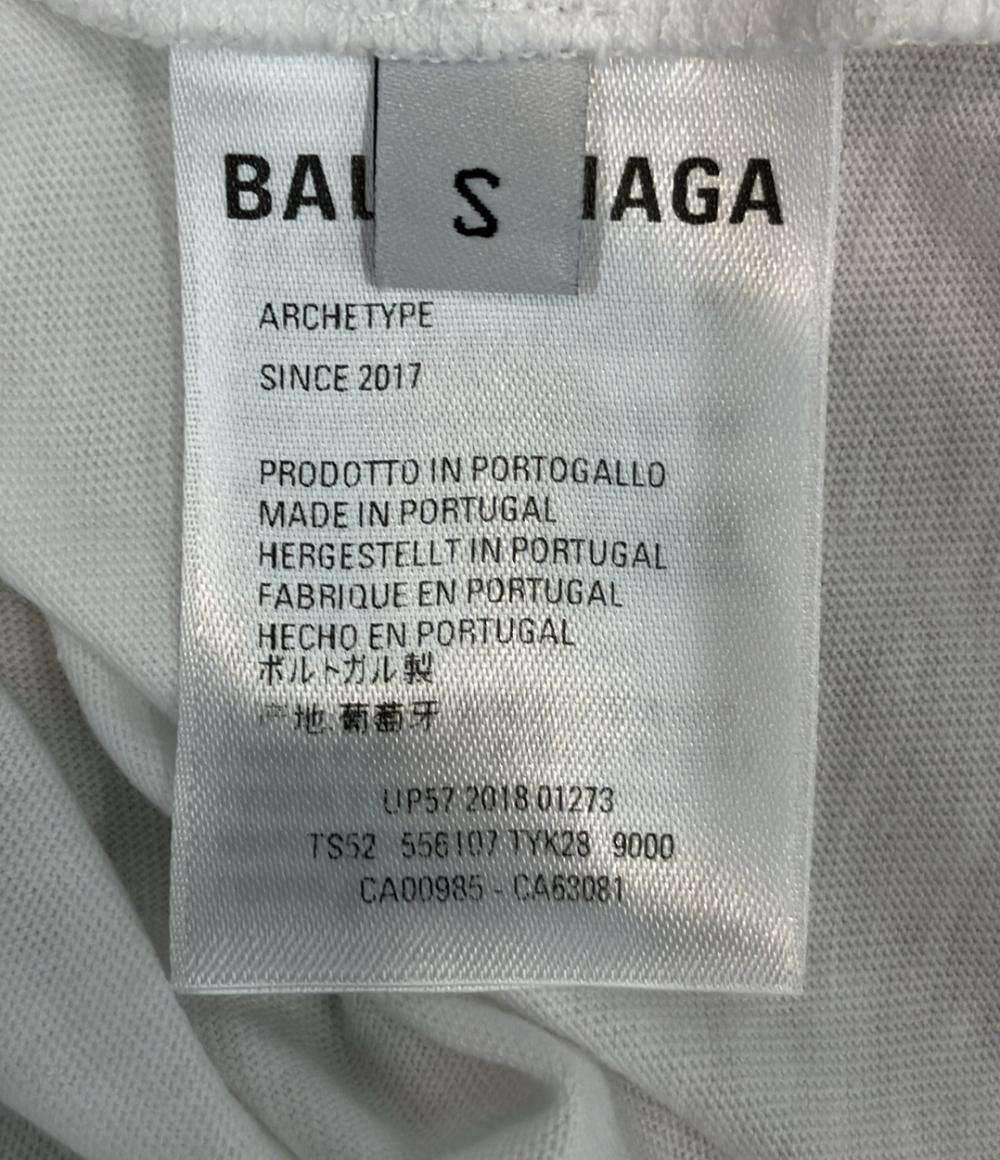 BAL
S
IAGA
ARCHETYPE
SINCE 2017
PRODOTTO IN PORTOGALLO
MADE IN PORTUGAL
HERGESTELLT IN PORTUGAL
FABRIQUE EN PORTUGAL
HECHO EN PORTUGAL
ポルトガル製
产地:葡萄牙
UP57 2018 01273
TS52 556107 TYK28 9000
CA00985 - CA63081